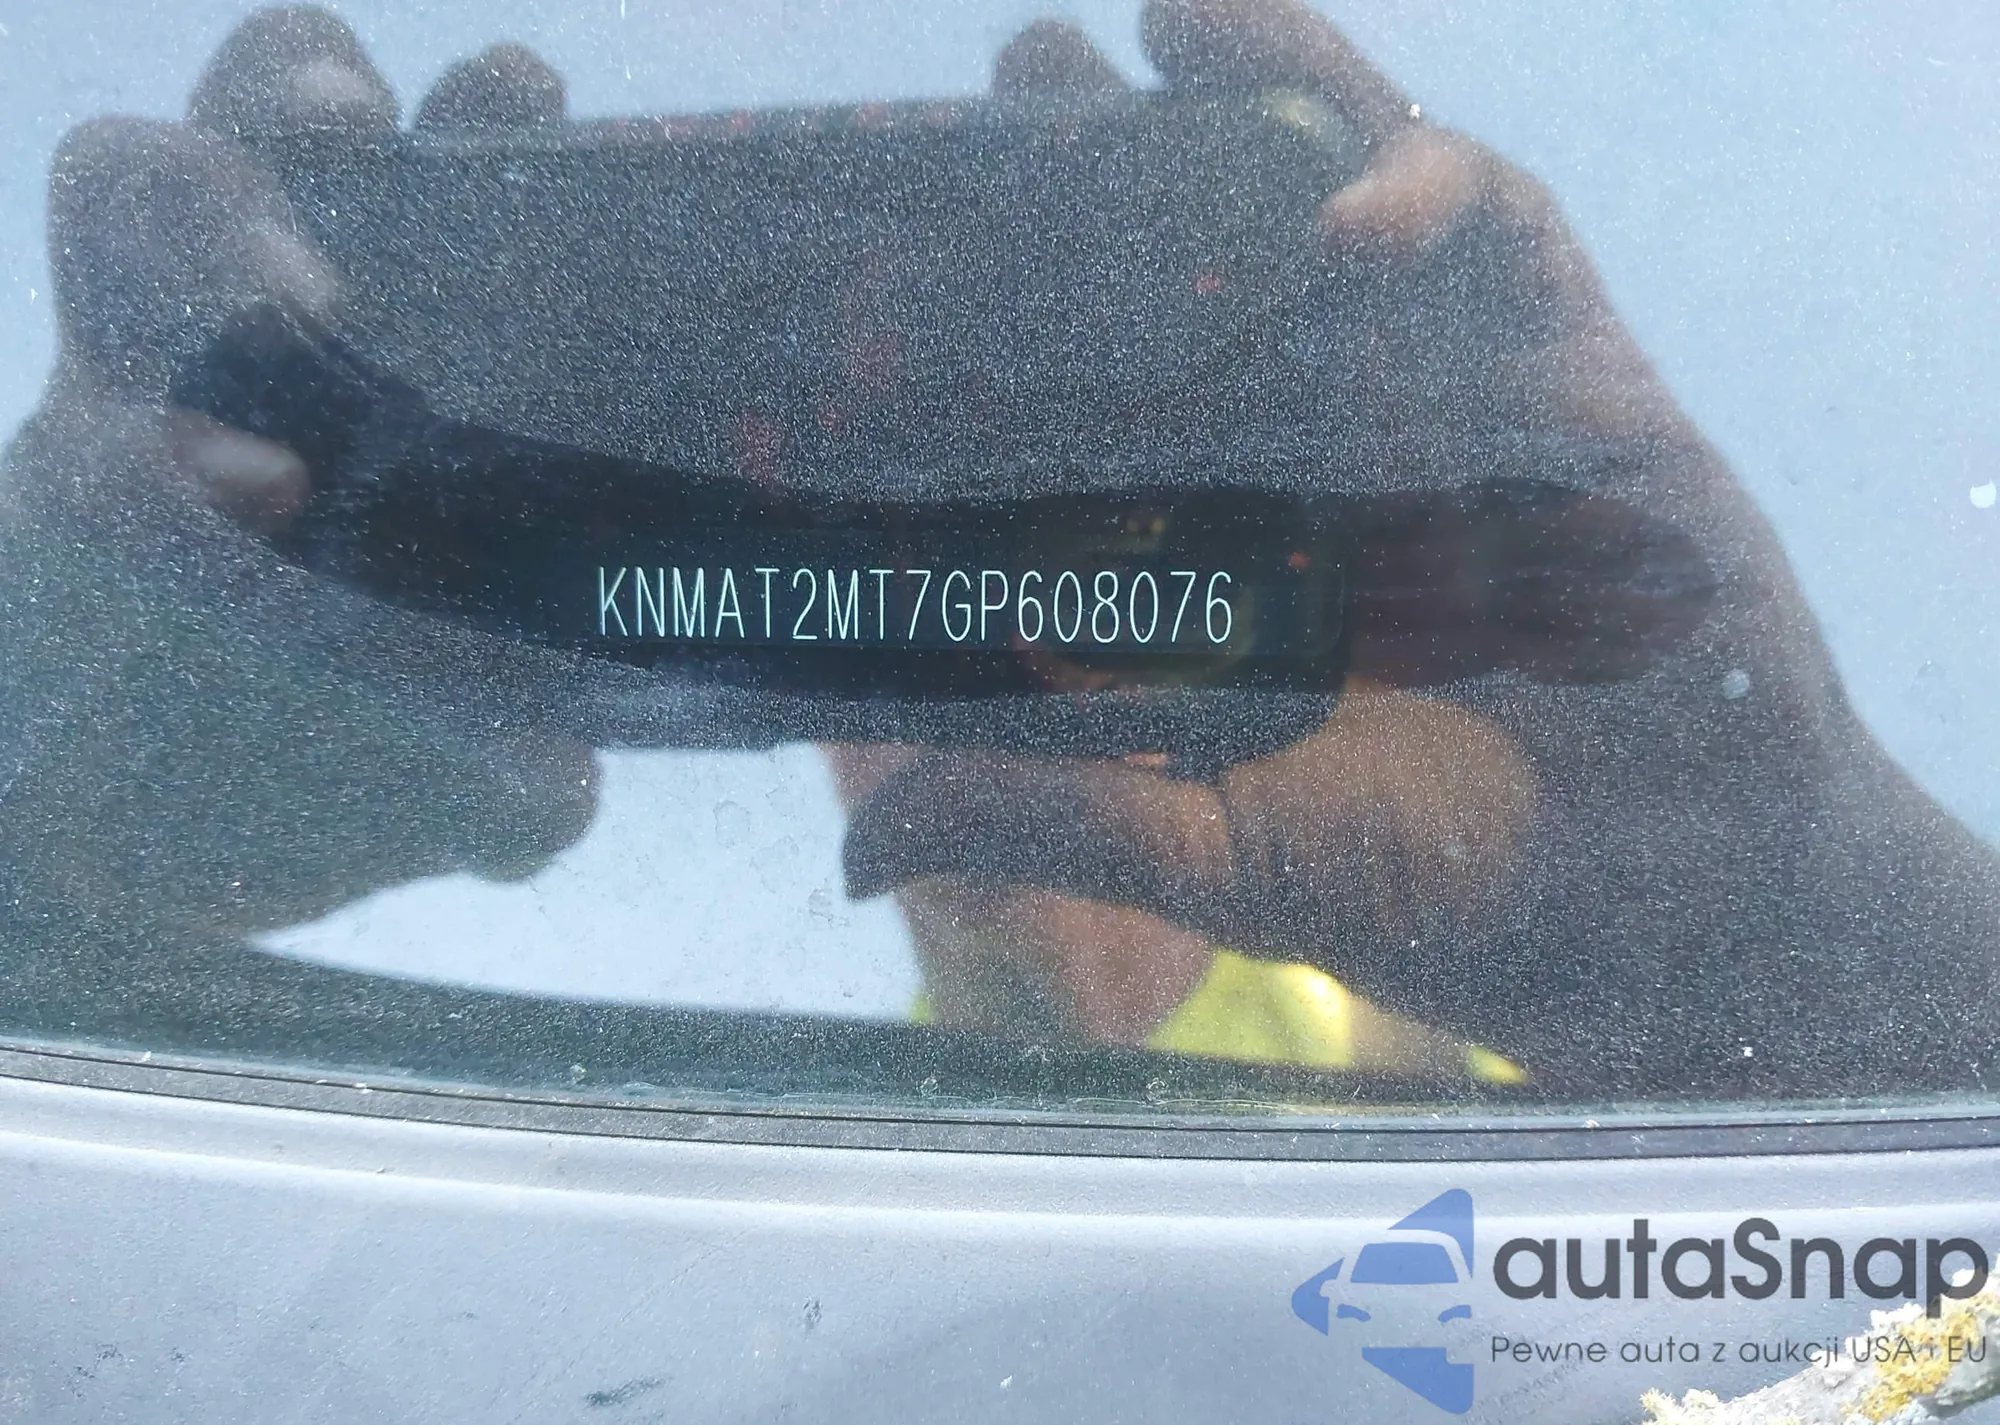 KNMAT2MT7GP608076
autaSnap
Pewne auta z aukcji USA i EU